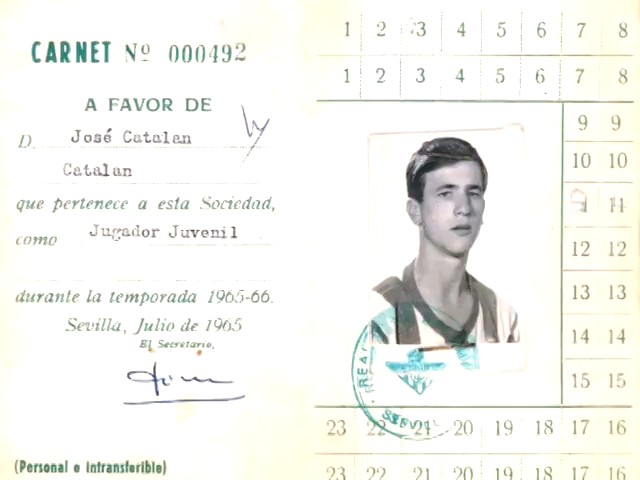 CARNET Nº 000492
A FAVOR DE
D. José Catalan
Catalan
que pertenece a esta Sociedad,
como Jugador Juvenil
durante la temporada 1965-66.
Sevilla, Julio de 1965
El Secretario,
(Personal e intransferible)
1 2 3 4 5 6 7 8
1 2 3 4 5 6 7 8
9 9
10 10
11
12 12
13 13
14 14
15 15
REAL
SEVILLA
23 22 21 20 19 18 17 16
23 22 21 20 19 18 17 16